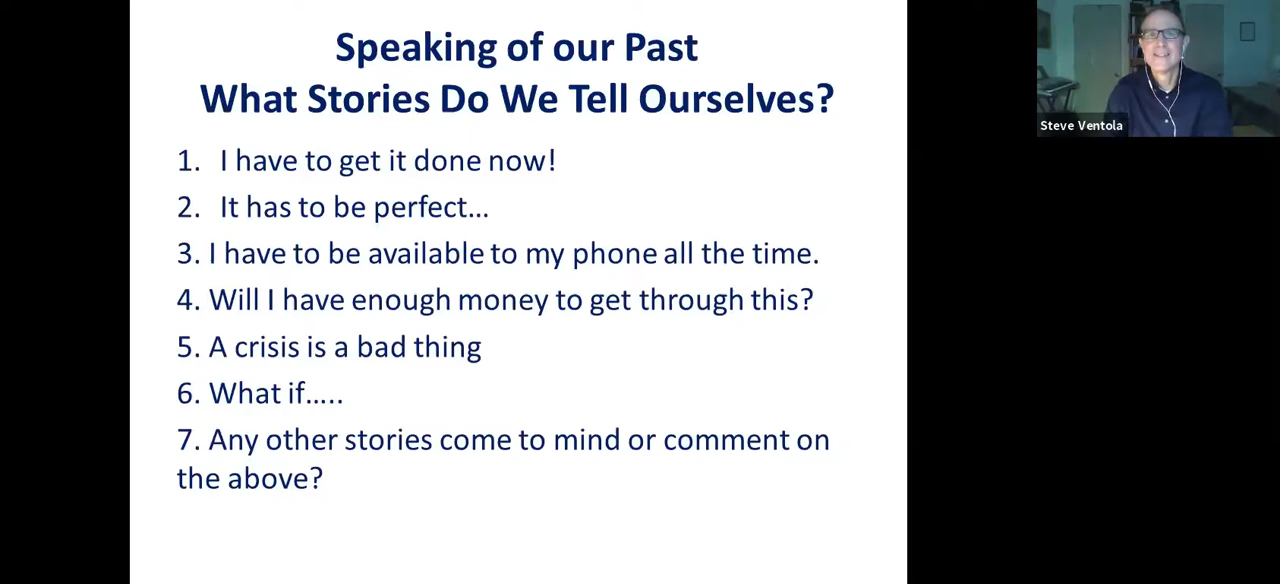 Speaking of our Past
What Stories Do We Tell Ourselves?
1. I have to get it done now!
2. It has to be perfect...
3. I have to be available to my phone all the time.
4. Will I have enough money to get through this?
5. A crisis is a bad thing
6. What if.....
7. Any other stories come to mind or comment on
the above?
Steve Ventola